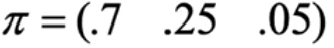 π = (.7 .25 .05)